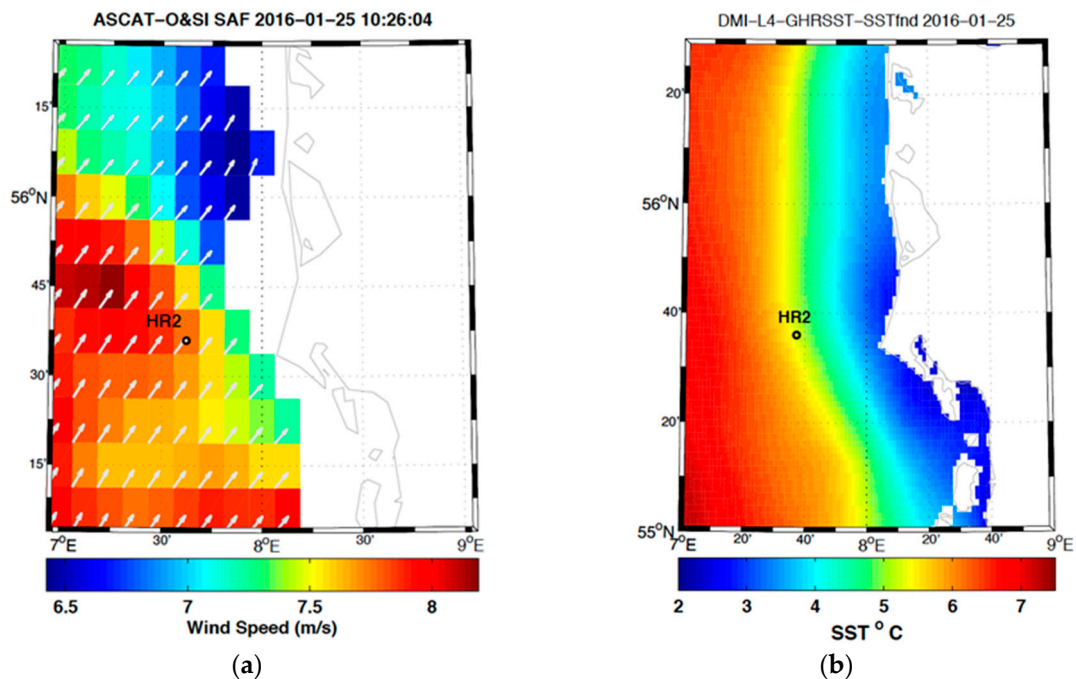 ASCAT-O&SI SAF 2016-01-25 10:26:04
15'
56°N
45'
HR2
30'
15'
7°E 30' 8°E 30' 9°E
6.5 7 7.5 8
Wind Speed (m/s)
(a)
DMI-L4-GHRSST-SSTfnd 2016-01-25
20'
56°N
40'
HR2
20'
55°N
7°E 40' 8°E 20' 40' 9°E
2 3 4 5 6 7
SST °C
(b)